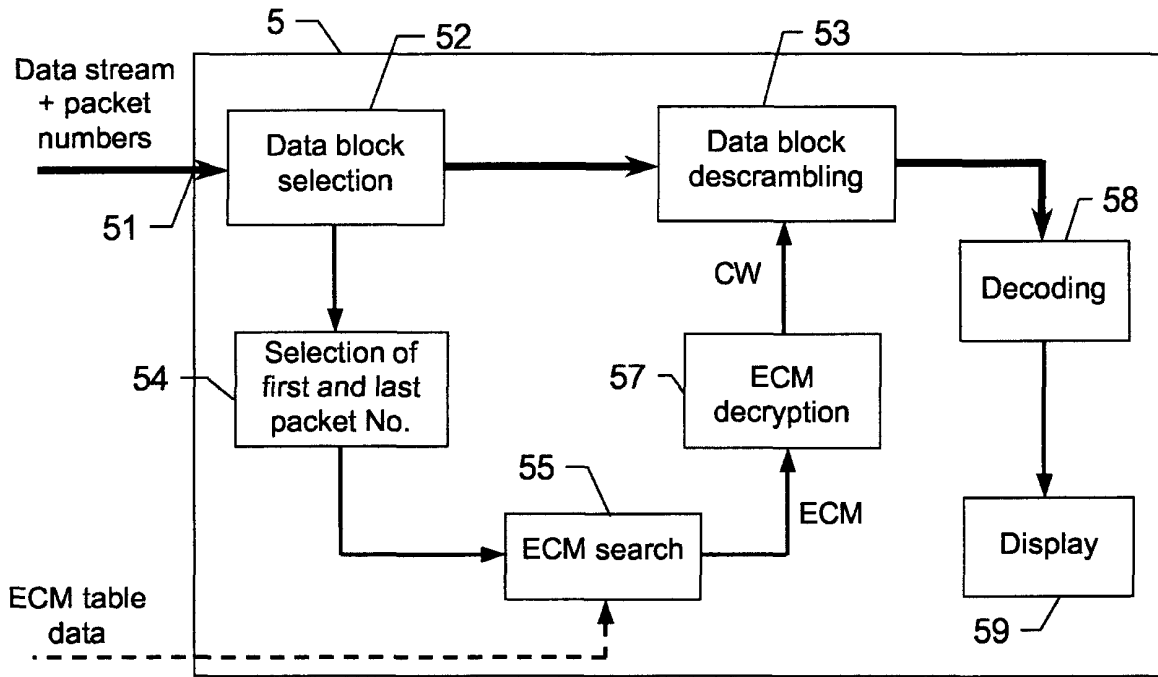 5
52
53
Data stream
+ packet
numbers
51
Data block
selection
Data block
descrambling
58
Decoding
CW
54
Selection of
first and last
packet No.
57
ECM
decryption
55
ECM search
ECM
Display
59
ECM table
data